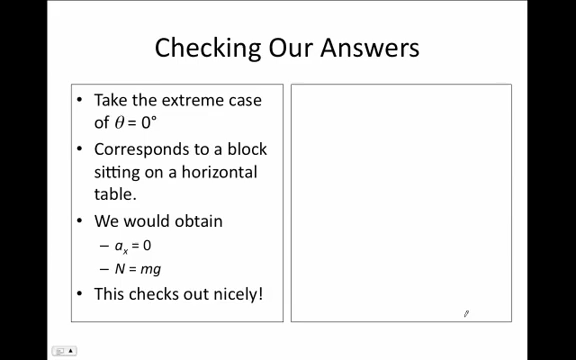 Checking Our Answers
• Take the extreme case
of θ = 0°
• Corresponds to a block
sitting on a horizontal
table.
• We would obtain
– aₓ = 0
– N = mg
• This checks out nicely!